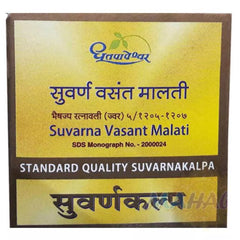 धूतपापेश्वर
सुवर्ण वसंत मालती
भैषज्य रत्नावली (ज्वर) ५/१२०५-१२०७
Suvarna Vasant Malati
SDS Monograph No. - 2000024
STANDARD QUALITY SUVARNAKALPA
सुवर्णकल्प